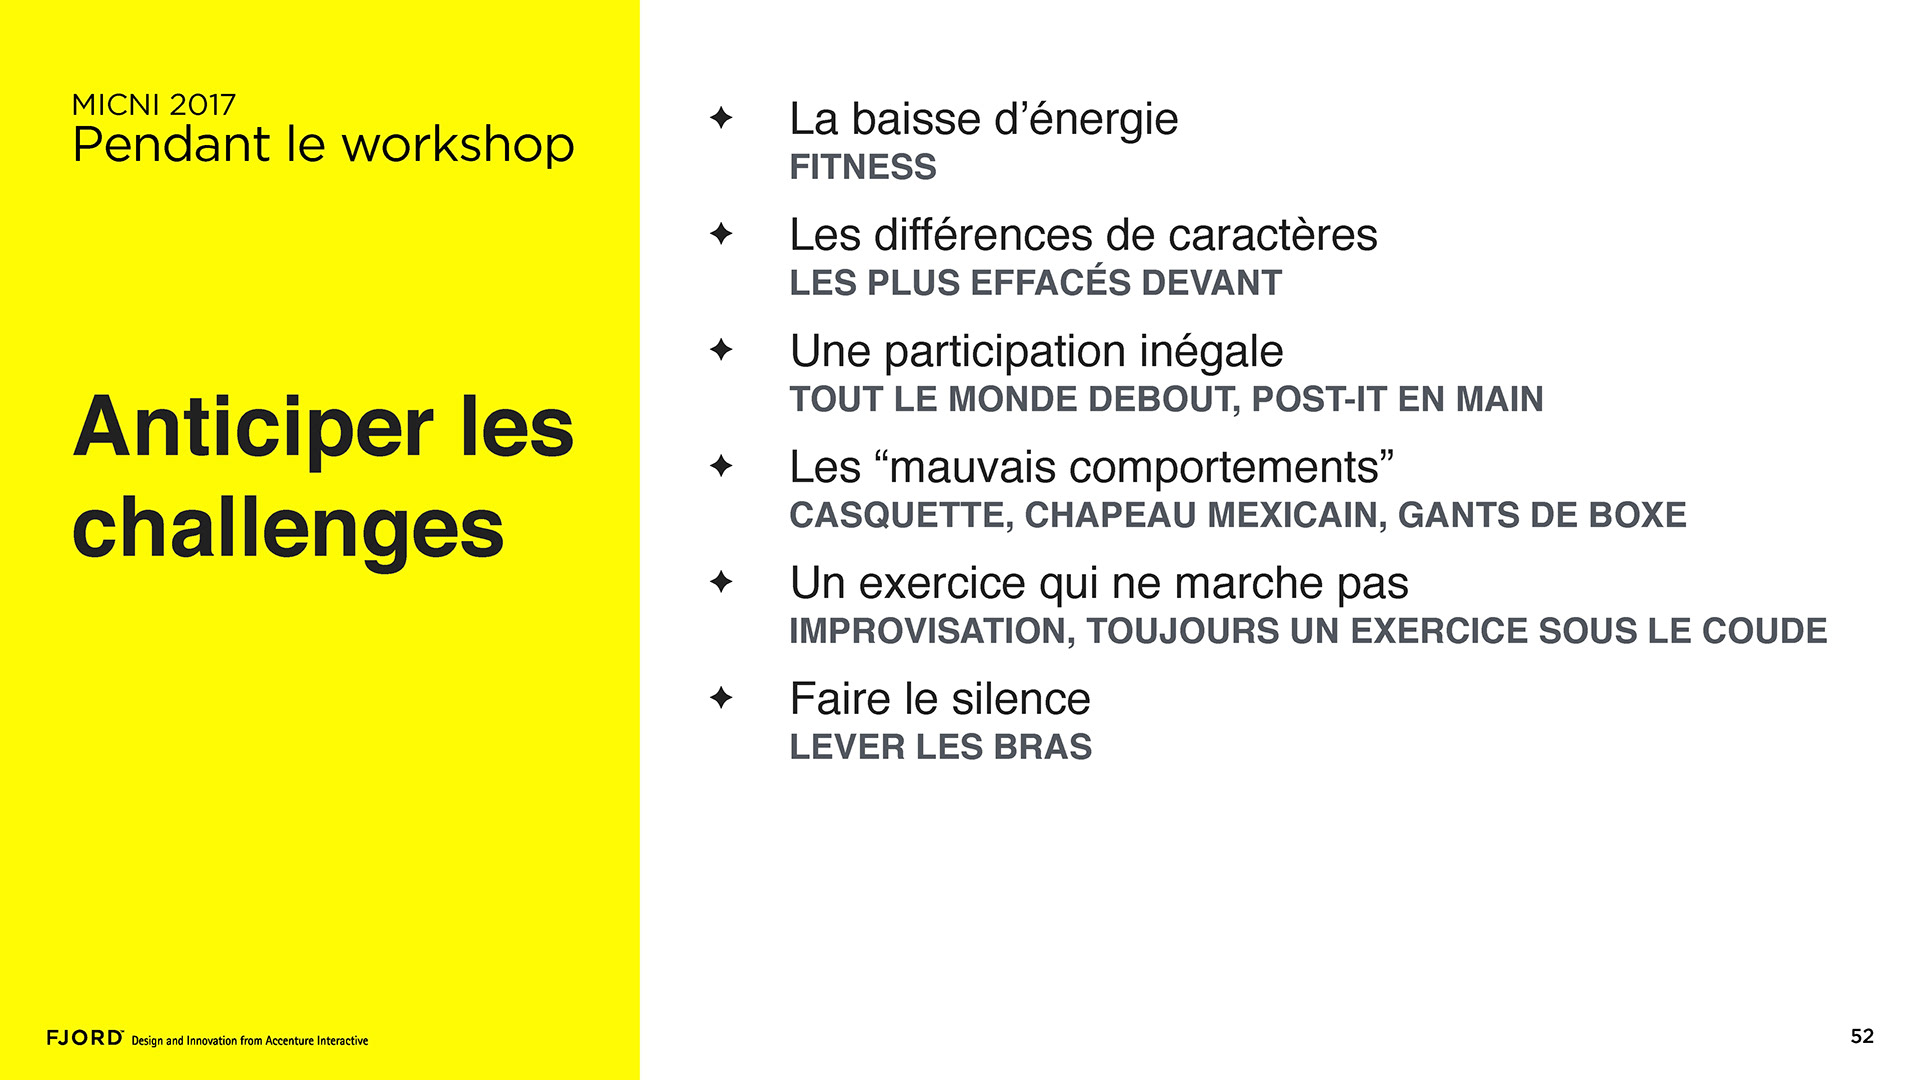 MICNI 2017
Pendant le workshop
Anticiper les
challenges
✦ La baisse d’énergie
FITNESS
✦ Les différences de caractères
LES PLUS EFFACÉS DEVANT
✦ Une participation inégale
TOUT LE MONDE DEBOUT, POST-IT EN MAIN
✦ Les “mauvais comportements”
CASQUETTE, CHAPEAU MEXICAIN, GANTS DE BOXE
✦ Un exercice qui ne marche pas
IMPROVISATION, TOUJOURS UN EXERCICE SOUS LE COUDE
✦ Faire le silence
LEVER LES BRAS
FJORD™ Design and Innovation from Accenture Interactive
52